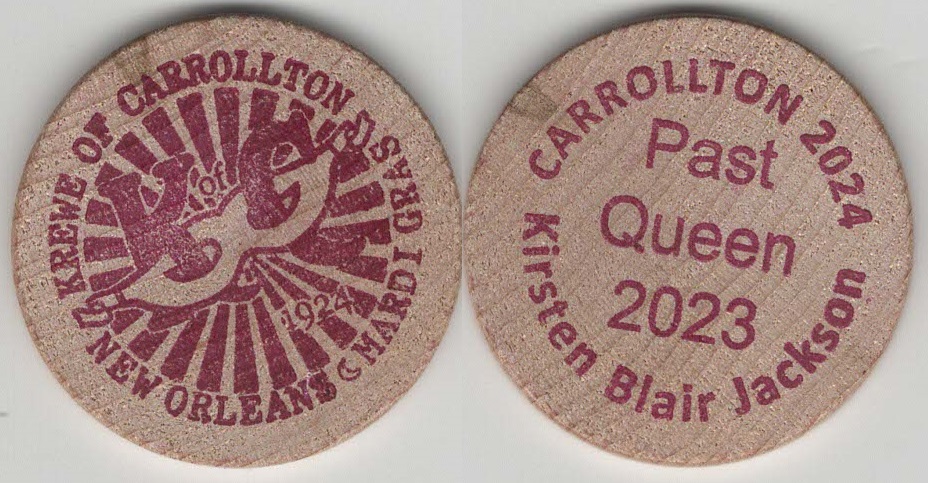 KREWE OF CARROLLTON
MARDI GRAS
NEW ORLEANS
K of C
1924
CARROLLTON 2024
Past
Queen
2023
Kirsten Blair Jackson